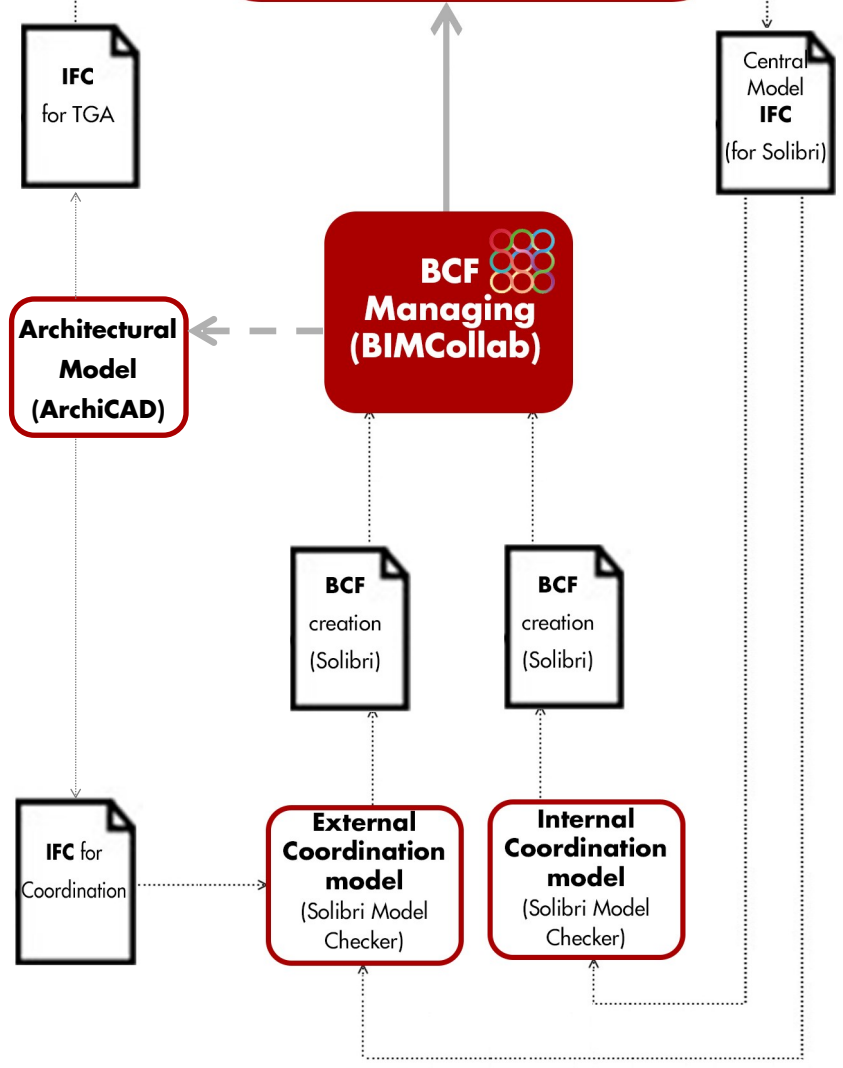 IFC
for TGA
Central
Model
IFC
(for Solibri)
BCF
Managing
(BIMCollab)
Architectural
Model
(ArchiCAD)
BCF
creation
(Solibri)
BCF
creation
(Solibri)
IFC for
Coordination
External
Coordination
model
(Solibri Model
Checker)
Internal
Coordination
model
(Solibri Model
Checker)